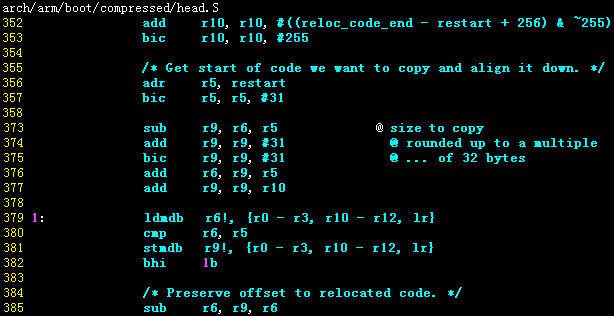 arch/arm/boot/compressed/head.S
352 add r10, r10, #((reloc_code_end - restart + 256) & ~255)
353 bic r10, r10, #255
354
355 /* Get start of code we want to copy and align it down. */
356 adr r5, restart
357 bic r5, r5, #31
358
373 sub r9, r6, r5 @ size to copy
374 add r9, r9, #31 @ rounded up to a multiple
375 bic r9, r9, #31 @ ... of 32 bytes
376 add r6, r9, r5
377 add r9, r9, r10
378
379 1: ldmdb r6!, {r0 - r3, r10 - r12, lr}
380 cmp r6, r5
381 stmdb r9!, {r0 - r3, r10 - r12, lr}
382 bhi 1b
383
384 /* Preserve offset to relocated code. */
385 sub r6, r9, r6